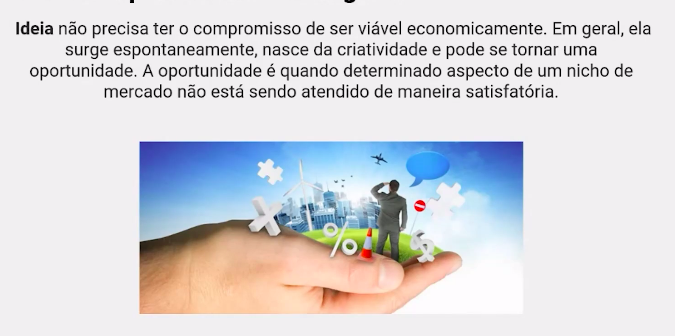 Ideia não precisa ter o compromisso de ser viável economicamente. Em geral, ela
surge espontaneamente, nasce da criatividade e pode se tornar uma
oportunidade. A oportunidade é quando determinado aspecto de um nicho de
mercado não está sendo atendido de maneira satisfatória.
%
$